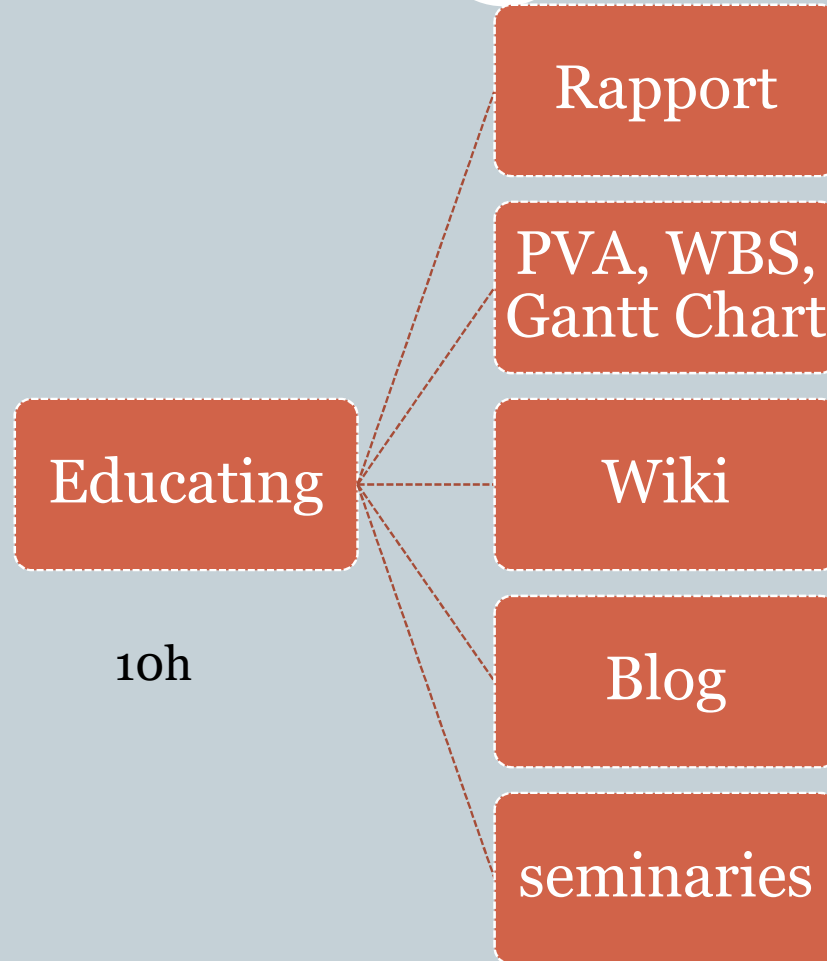 Rapport
PVA, WBS,
Gantt Chart
Educating
Wiki
10h
Blog
seminaries